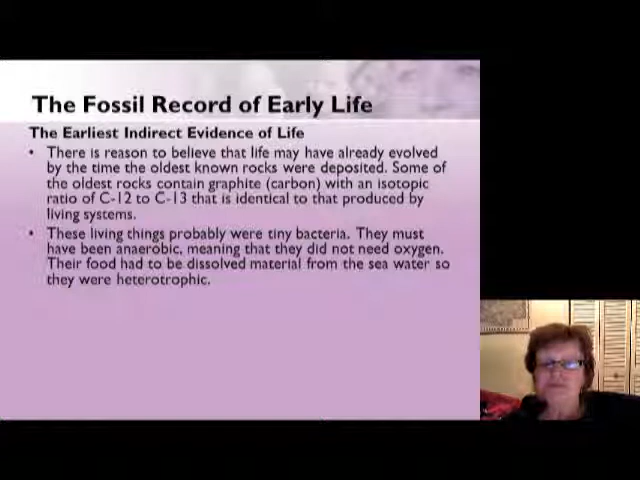 The Fossil Record of Early Life
The Earliest Indirect Evidence of Life
• There is reason to believe that life may have already evolved
by the time the oldest known rocks were deposited. Some of
the oldest rocks contain graphite (carbon) with an isotopic
ratio of C-12 to C-13 that is identical to that produced by
living systems.
• These living things probably were tiny bacteria. They must
have been anaerobic, meaning that they did not need oxygen.
Their food had to be dissolved material from the sea water so
they were heterotrophic.